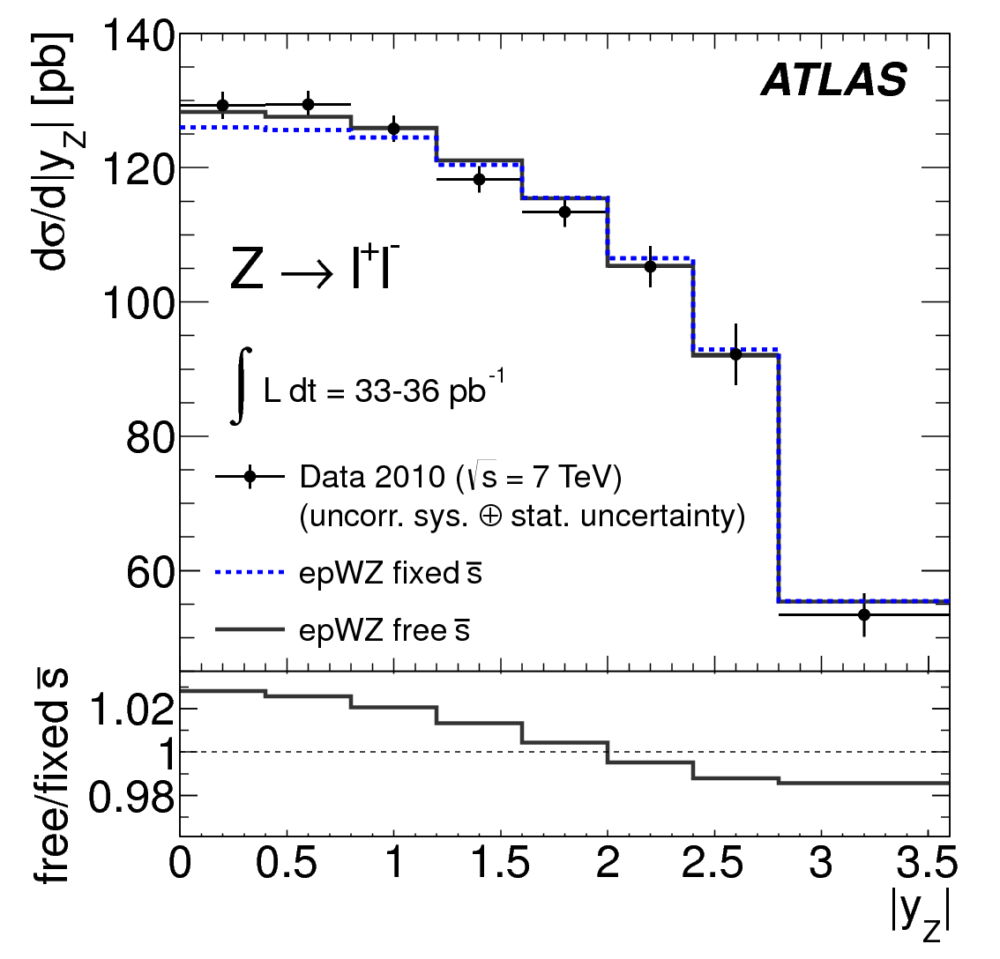 dσ/d|y_Z| [pb]
140
120
100
80
60
ATLAS
Z → l⁺l⁻
∫ L dt = 33-36 pb⁻¹
Data 2010 (√s = 7 TeV)
(uncorr. sys. ⊕ stat. uncertainty)
epWZ fixed s̅
epWZ free s̅
free/fixed s̅
1.02
1
0.98
0 0.5 1 1.5 2 2.5 3 3.5
|y_Z|